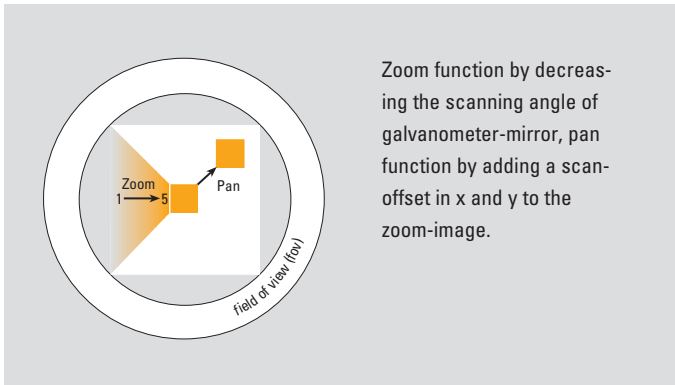 Zoom function by decreas-
ing the scanning angle of
galvanometer-mirror, pan
function by adding a scan-
offset in x and y to the
zoom-image.
Zoom
1 5
Pan
field of view (fov)